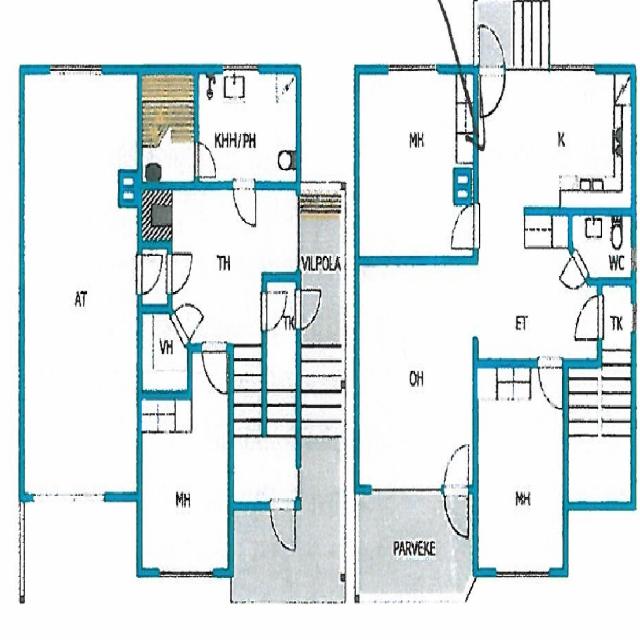 KHH/PH
TH
VILPOLA
AT
TK
VH
MH
MH
K
WC
ET
TK
OH
MH
PARVEKE